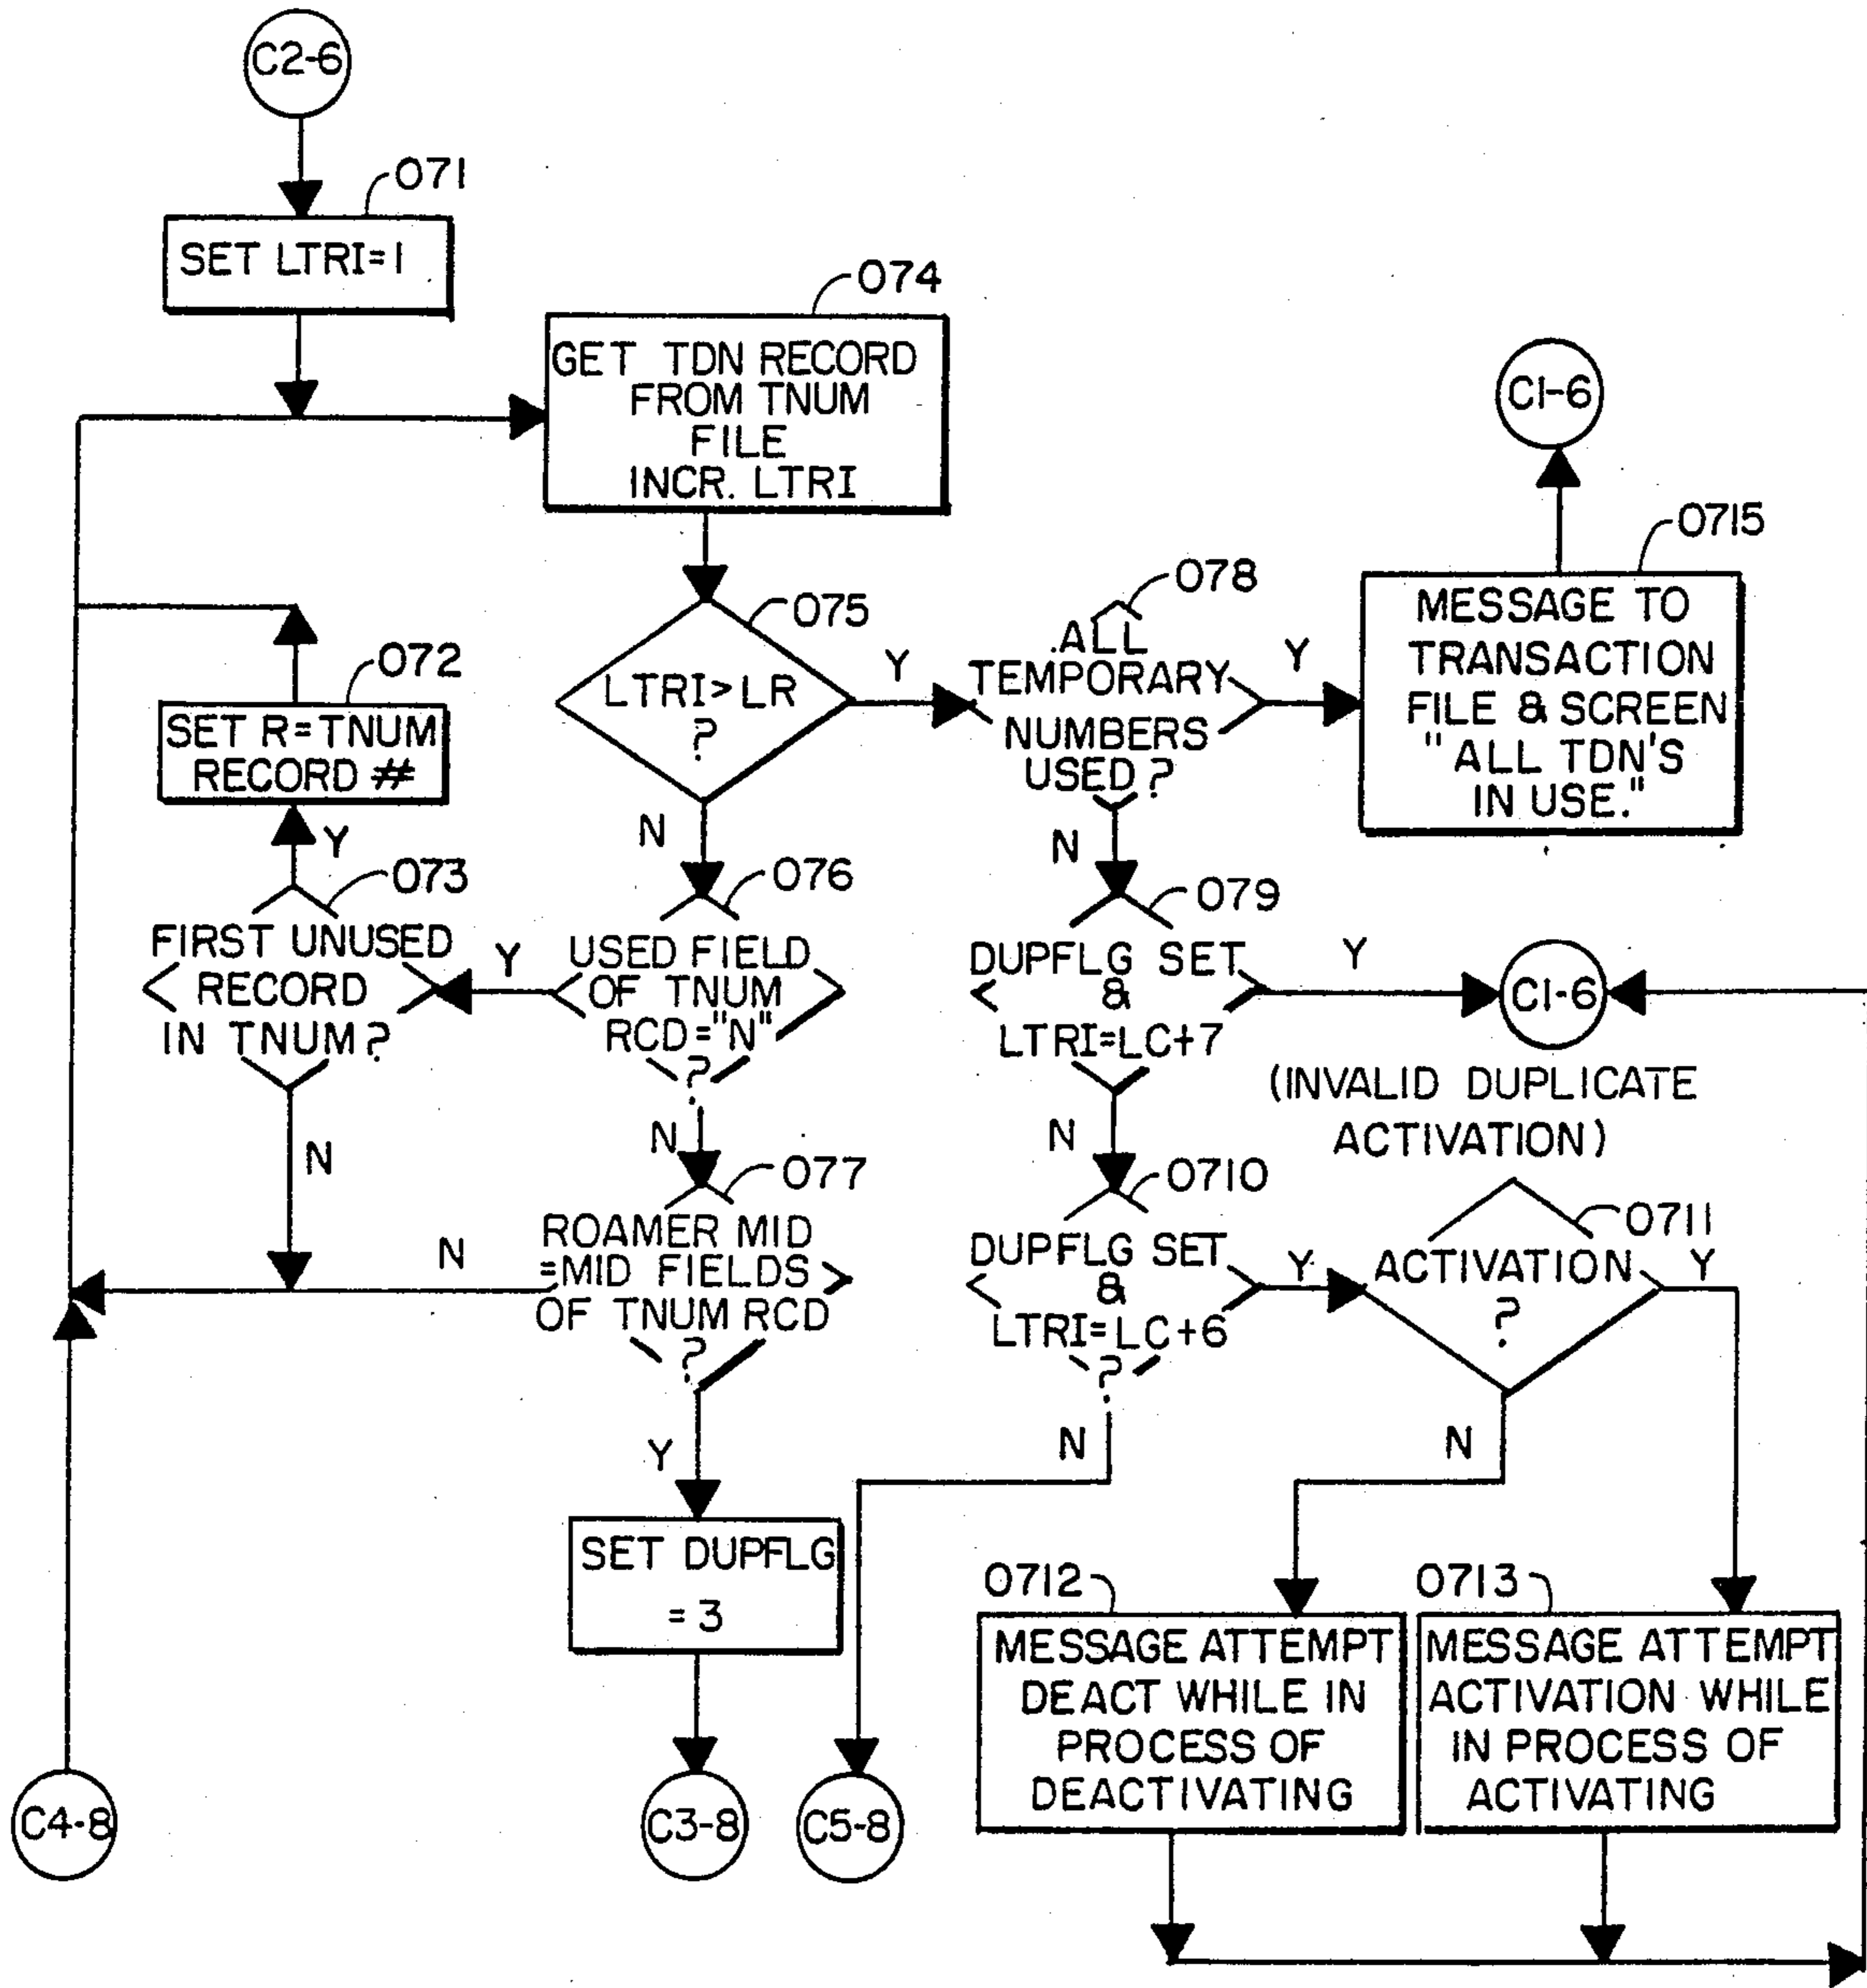 C2-6
071
SET LTRI=1
074
GET TDN RECORD
FROM TNUM
FILE
INCR. LTRI
C1-6
0715
MESSAGE TO
TRANSACTION
FILE & SCREEN
"ALL TDN'S
IN USE."
075
LTRI>LR
?
Y
N
078
ALL
TEMPORARY
NUMBERS
USED?
Y
N
072
SET R=TNUM
RECORD #
Y
073
FIRST UNUSED
RECORD
IN TNUM?
N
076
USED FIELD
OF TNUM
RCD="N"
?
Y
N
079
DUPFLG SET
&
LTRI=LC+7
Y
N
C1-6
(INVALID DUPLICATE
ACTIVATION)
077
ROAMER MID
=MID FIELDS
OF TNUM RCD
?
N
Y
0710
DUPFLG SET
&
LTRI=LC+6
?
Y
N
0711
ACTIVATION
?
Y
N
SET DUPFLG
=3
0712
MESSAGE ATTEMPT
DEACT WHILE IN
PROCESS OF
DEACTIVATING
0713
MESSAGE ATTEMPT
ACTIVATION WHILE
IN PROCESS OF
ACTIVATING
C4-8
C3-8
C5-8